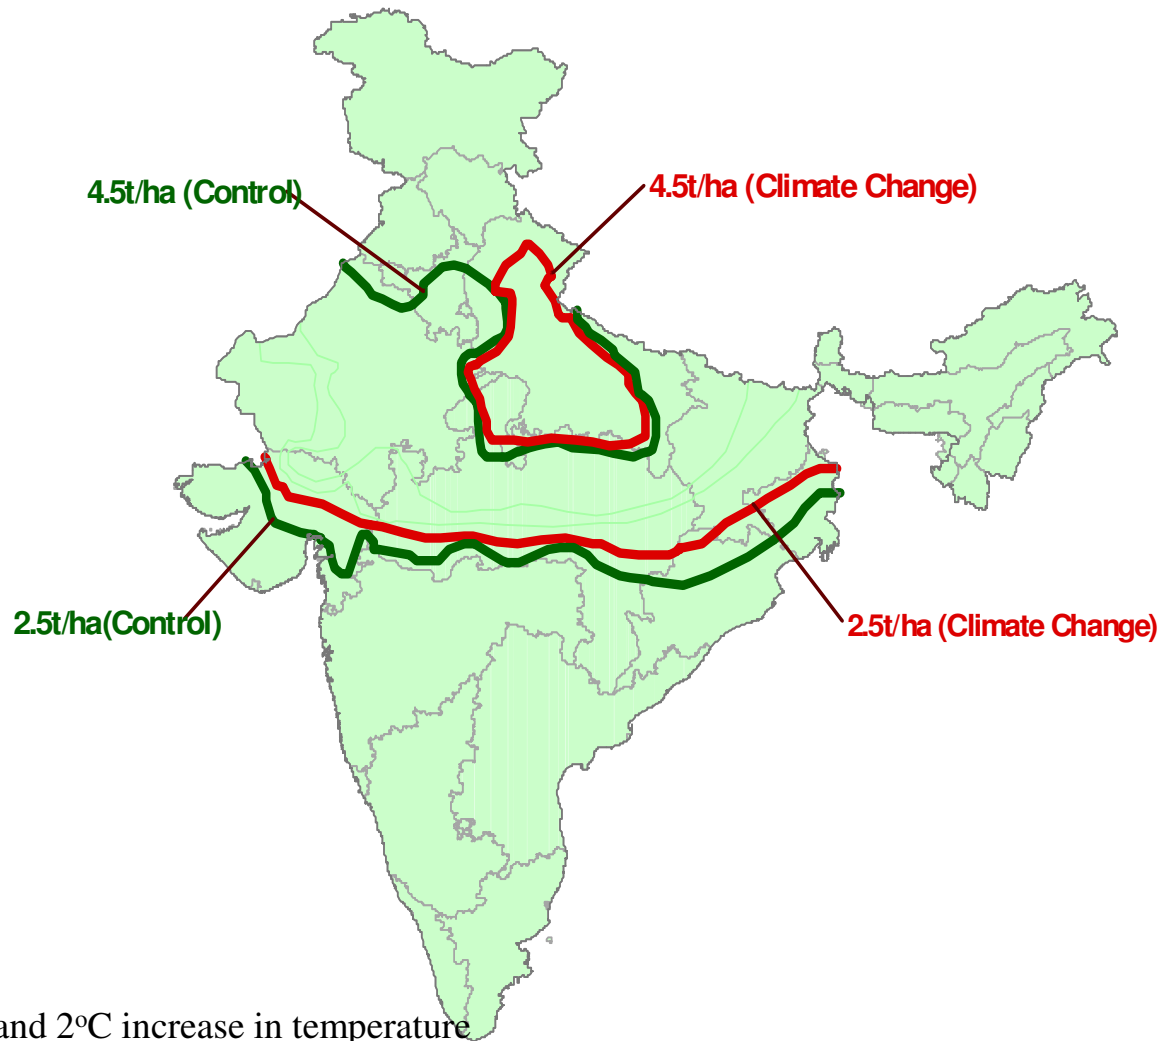 4.5t/ha (Control)
4.5t/ha (Climate Change)
2.5t/ha(Control)
2.5t/ha (Climate Change)
and 2°C increase in temperature